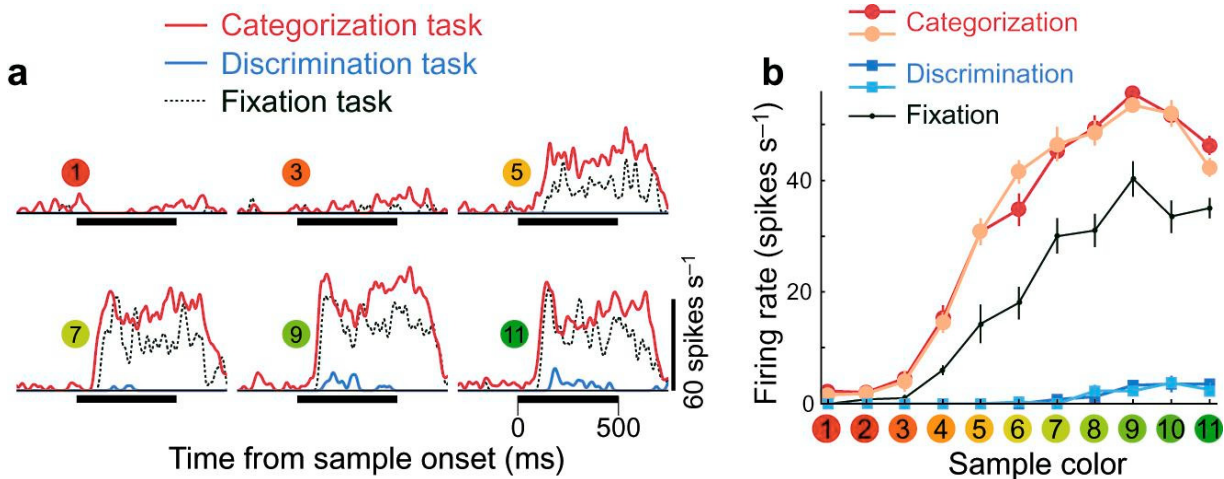 a
Categorization task
Discrimination task
Fixation task
1
3
5
7
9
11
60 spikes s⁻¹
0
500
Time from sample onset (ms)
b
Categorization
Discrimination
Fixation
Firing rate (spikes s⁻¹)
40
20
0
1 2 3 4 5 6 7 8 9 10 11
Sample color